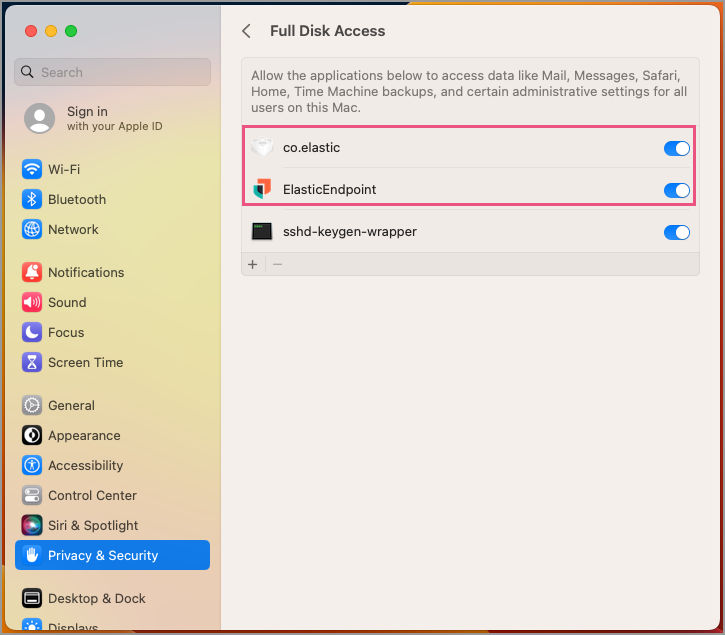 Search
Sign in
with your Apple ID
Wi-Fi
Bluetooth
Network
Notifications
Sound
Focus
Screen Time
General
Appearance
Accessibility
Control Center
Siri & Spotlight
Privacy & Security
Desktop & Dock
Displays
Full Disk Access
Allow the applications below to access data like Mail, Messages, Safari,
Home, Time Machine backups, and certain administrative settings for all
users on this Mac.
co.elastic
ElasticEndpoint
sshd-keygen-wrapper